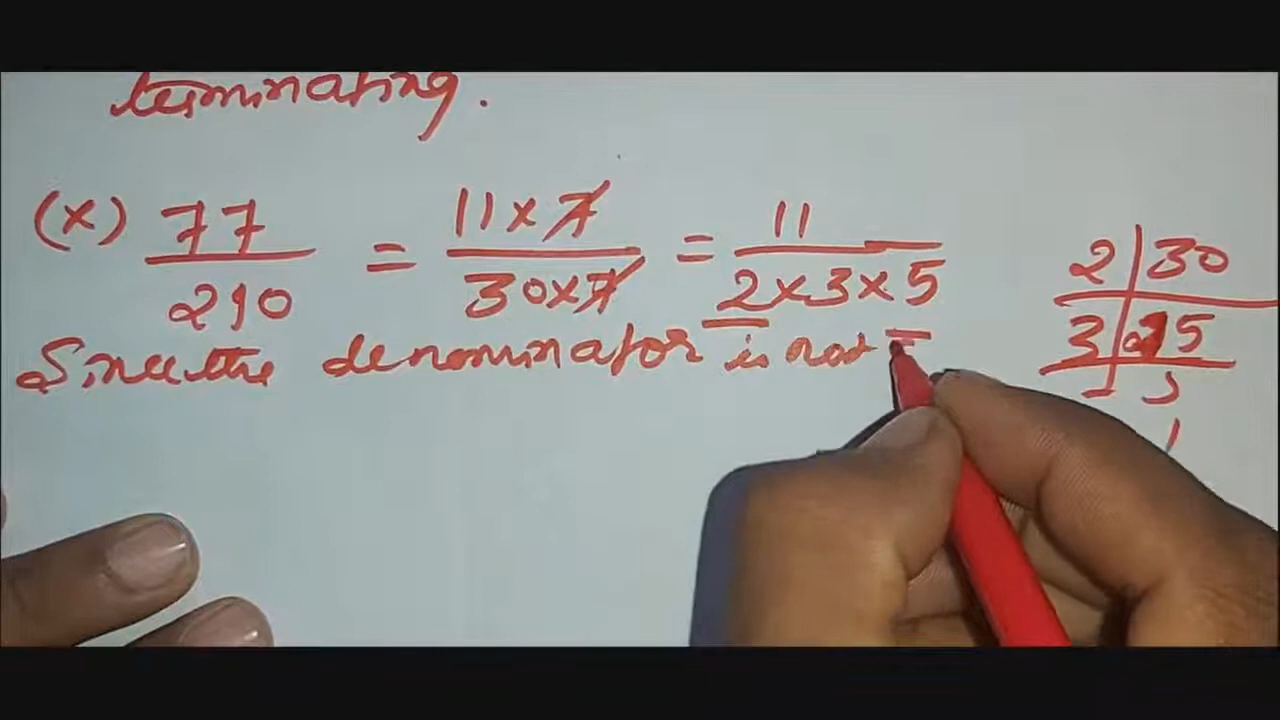 terminating.
(x) 77/210 = 11×7/30×7 = 11/2×3×5
Since the denominator is not
2 | 30
3 | 15
5
1